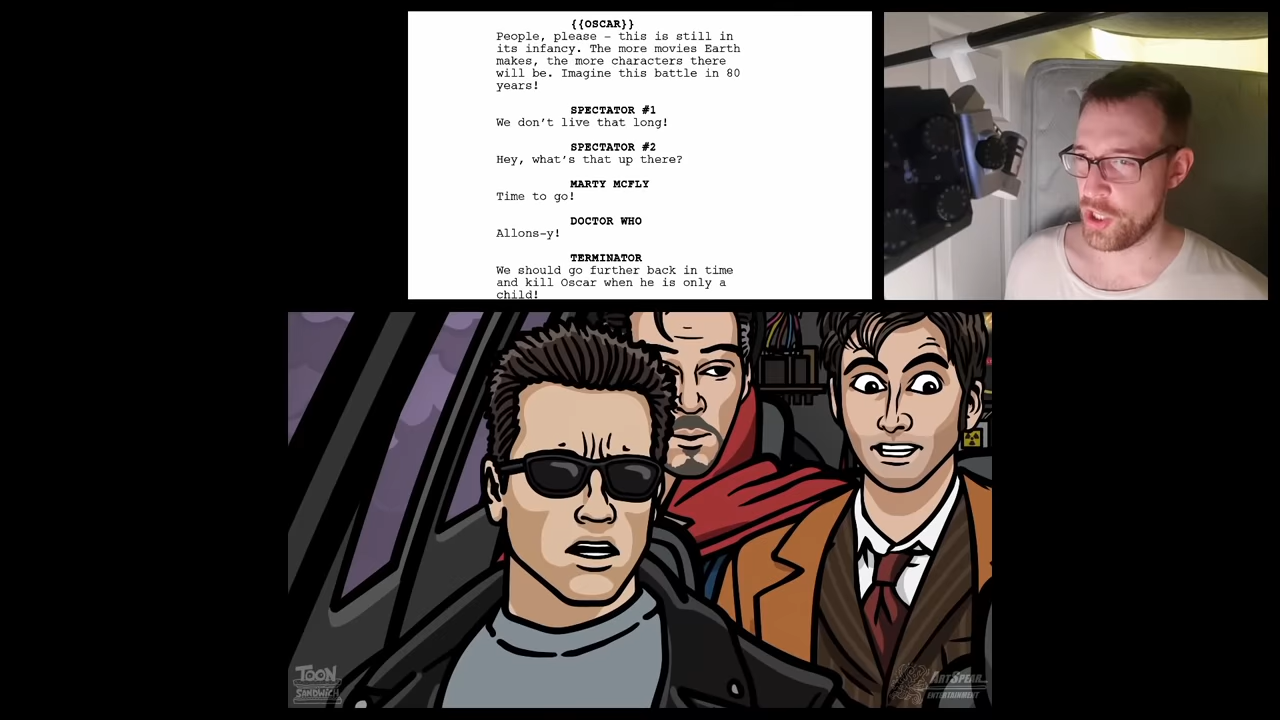 {{OSCAR}}
People, please – this is still in
its infancy. The more movies Earth
makes, the more characters there
will be. Imagine this battle in 80
years!
SPECTATOR #1
We don't live that long!
SPECTATOR #2
Hey, what's that up there?
MARTY MCFLY
Time to go!
DOCTOR WHO
Allons-y!
TERMINATOR
We should go further back in time
and kill Oscar when he is only a
child!
TOON
SANDWICH
ARTSPEAR
ENTERTAINMENT